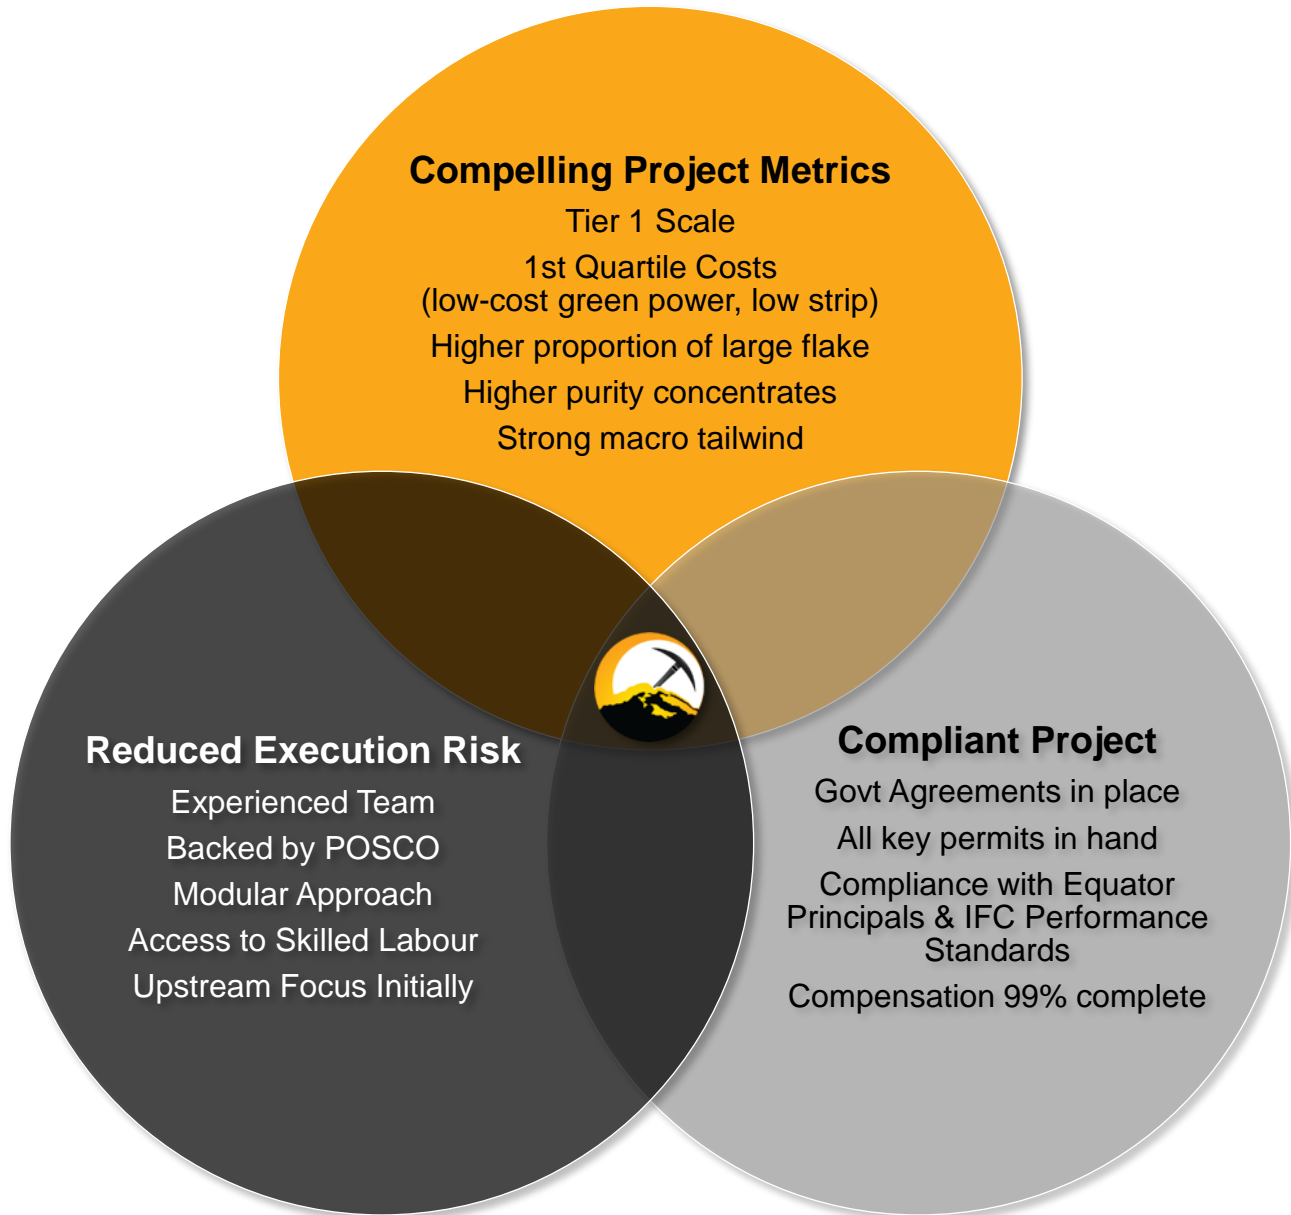 Compelling Project Metrics
Tier 1 Scale
1st Quartile Costs
(low-cost green power, low strip)
Higher proportion of large flake
Higher purity concentrates
Strong macro tailwind
Reduced Execution Risk
Experienced Team
Backed by POSCO
Modular Approach
Access to Skilled Labour
Upstream Focus Initially
Compliant Project
Govt Agreements in place
All key permits in hand
Compliance with Equator
Principals & IFC Performance
Standards
Compensation 99% complete